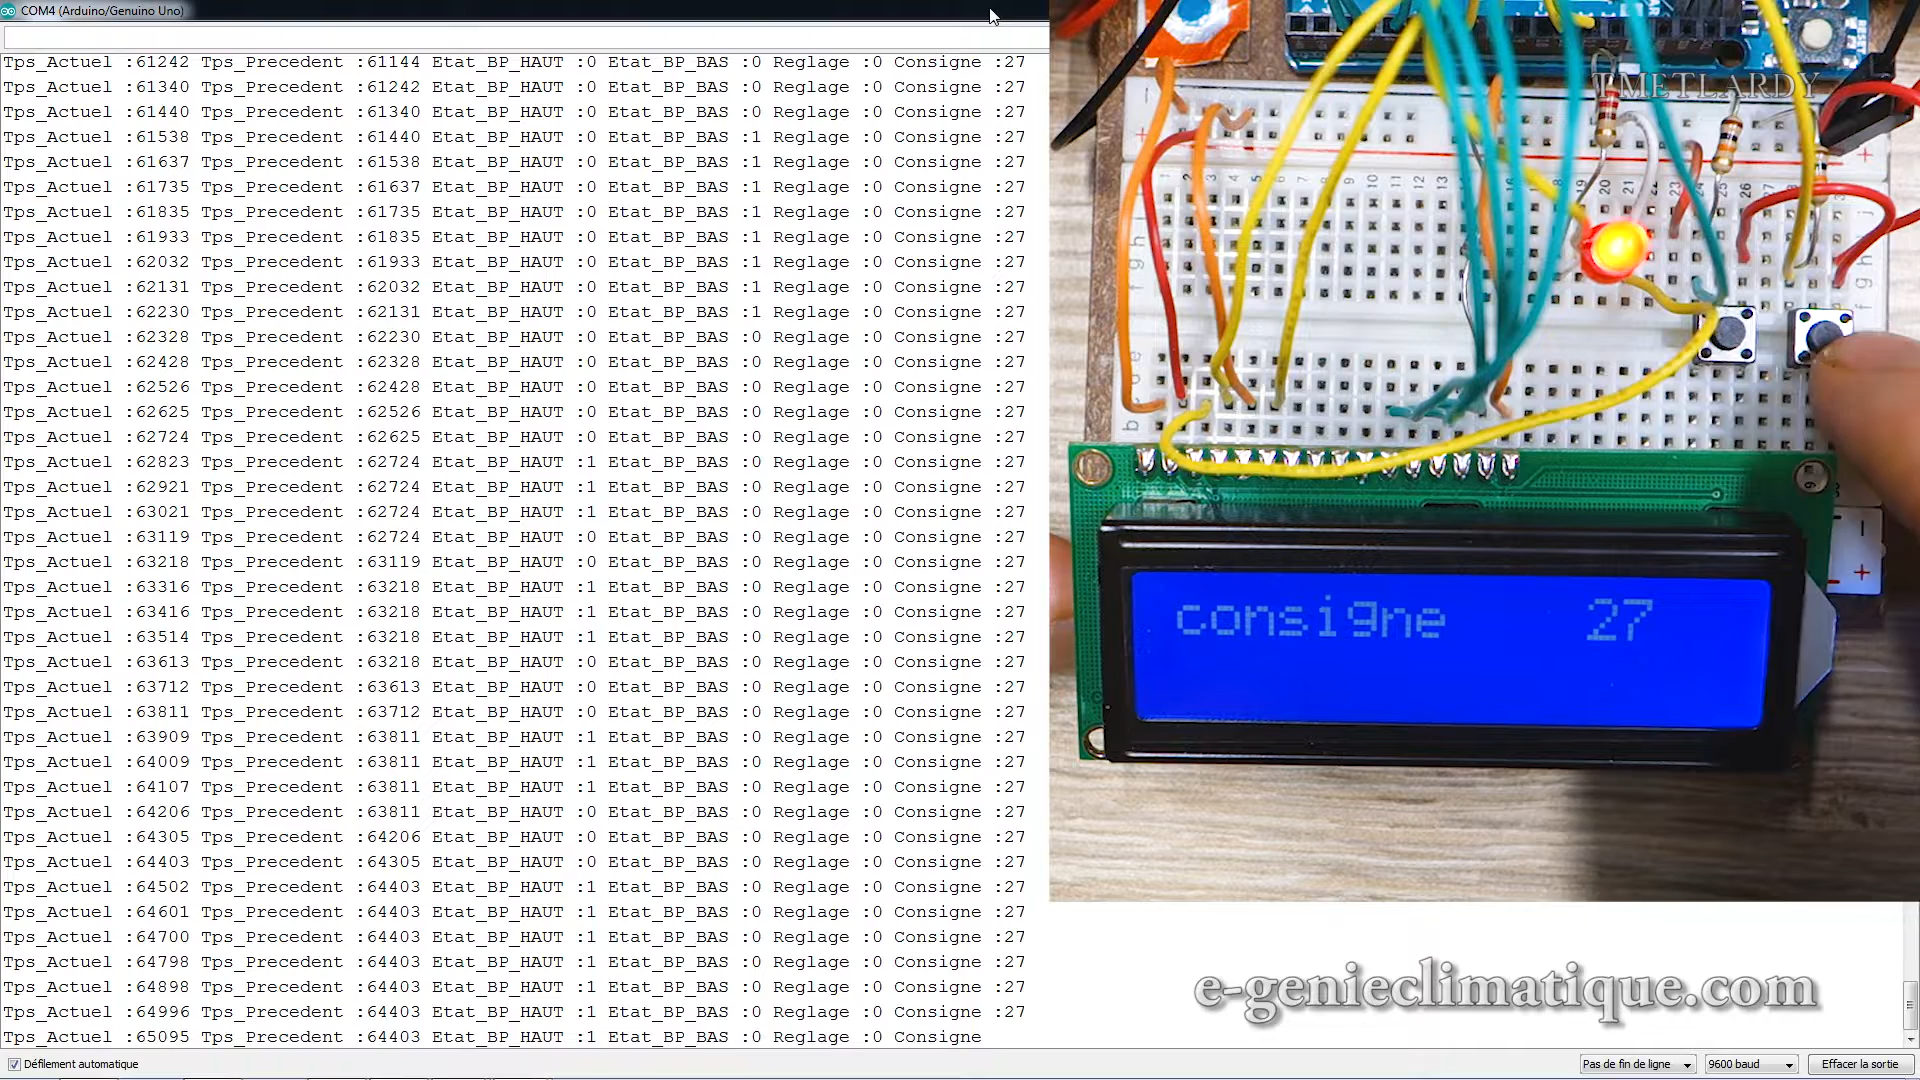 COM4 (Arduino/Genuino Uno)
Tps_Actuel :61242 Tps_Precedent :61144 Etat_BP_HAUT :0 Etat_BP_BAS :0 Reglage :0 Consigne :27
Tps_Actuel :61340 Tps_Precedent :61242 Etat_BP_HAUT :0 Etat_BP_BAS :0 Reglage :0 Consigne :27
Tps_Actuel :61440 Tps_Precedent :61340 Etat_BP_HAUT :0 Etat_BP_BAS :0 Reglage :0 Consigne :27
Tps_Actuel :61538 Tps_Precedent :61440 Etat_BP_HAUT :0 Etat_BP_BAS :1 Reglage :0 Consigne :27
Tps_Actuel :61637 Tps_Precedent :61538 Etat_BP_HAUT :0 Etat_BP_BAS :1 Reglage :0 Consigne :27
Tps_Actuel :61735 Tps_Precedent :61637 Etat_BP_HAUT :0 Etat_BP_BAS :1 Reglage :0 Consigne :27
Tps_Actuel :61835 Tps_Precedent :61735 Etat_BP_HAUT :0 Etat_BP_BAS :1 Reglage :0 Consigne :27
Tps_Actuel :61933 Tps_Precedent :61835 Etat_BP_HAUT :0 Etat_BP_BAS :1 Reglage :0 Consigne :27
Tps_Actuel :62032 Tps_Precedent :61933 Etat_BP_HAUT :0 Etat_BP_BAS :1 Reglage :0 Consigne :27
Tps_Actuel :62131 Tps_Precedent :62032 Etat_BP_HAUT :0 Etat_BP_BAS :1 Reglage :0 Consigne :27
Tps_Actuel :62230 Tps_Precedent :62131 Etat_BP_HAUT :0 Etat_BP_BAS :1 Reglage :0 Consigne :27
Tps_Actuel :62328 Tps_Precedent :62230 Etat_BP_HAUT :0 Etat_BP_BAS :0 Reglage :0 Consigne :27
Tps_Actuel :62428 Tps_Precedent :62328 Etat_BP_HAUT :0 Etat_BP_BAS :0 Reglage :0 Consigne :27
Tps_Actuel :62526 Tps_Precedent :62428 Etat_BP_HAUT :0 Etat_BP_BAS :0 Reglage :0 Consigne :27
Tps_Actuel :62625 Tps_Precedent :62526 Etat_BP_HAUT :0 Etat_BP_BAS :0 Reglage :0 Consigne :27
Tps_Actuel :62724 Tps_Precedent :62625 Etat_BP_HAUT :0 Etat_BP_BAS :0 Reglage :0 Consigne :27
Tps_Actuel :62823 Tps_Precedent :62724 Etat_BP_HAUT :1 Etat_BP_BAS :0 Reglage :0 Consigne :27
Tps_Actuel :62921 Tps_Precedent :62724 Etat_BP_HAUT :1 Etat_BP_BAS :0 Reglage :0 Consigne :27
Tps_Actuel :63021 Tps_Precedent :62724 Etat_BP_HAUT :1 Etat_BP_BAS :0 Reglage :0 Consigne :27
Tps_Actuel :63119 Tps_Precedent :62724 Etat_BP_HAUT :0 Etat_BP_BAS :0 Reglage :0 Consigne :27
Tps_Actuel :63218 Tps_Precedent :63119 Etat_BP_HAUT :0 Etat_BP_BAS :0 Reglage :0 Consigne :27
Tps_Actuel :63316 Tps_Precedent :63218 Etat_BP_HAUT :1 Etat_BP_BAS :0 Reglage :0 Consigne :27
Tps_Actuel :63416 Tps_Precedent :63218 Etat_BP_HAUT :1 Etat_BP_BAS :0 Reglage :0 Consigne :27
Tps_Actuel :63514 Tps_Precedent :63218 Etat_BP_HAUT :1 Etat_BP_BAS :0 Reglage :0 Consigne :27
Tps_Actuel :63613 Tps_Precedent :63218 Etat_BP_HAUT :0 Etat_BP_BAS :0 Reglage :0 Consigne :27
Tps_Actuel :63712 Tps_Precedent :63613 Etat_BP_HAUT :0 Etat_BP_BAS :0 Reglage :0 Consigne :27
Tps_Actuel :63811 Tps_Precedent :63712 Etat_BP_HAUT :0 Etat_BP_BAS :0 Reglage :0 Consigne :27
Tps_Actuel :63909 Tps_Precedent :63811 Etat_BP_HAUT :1 Etat_BP_BAS :0 Reglage :0 Consigne :27
Tps_Actuel :64009 Tps_Precedent :63811 Etat_BP_HAUT :1 Etat_BP_BAS :0 Reglage :0 Consigne :27
Tps_Actuel :64107 Tps_Precedent :63811 Etat_BP_HAUT :1 Etat_BP_BAS :0 Reglage :0 Consigne :27
Tps_Actuel :64206 Tps_Precedent :63811 Etat_BP_HAUT :0 Etat_BP_BAS :0 Reglage :0 Consigne :27
Tps_Actuel :64305 Tps_Precedent :64206 Etat_BP_HAUT :0 Etat_BP_BAS :0 Reglage :0 Consigne :27
Tps_Actuel :64403 Tps_Precedent :64305 Etat_BP_HAUT :0 Etat_BP_BAS :0 Reglage :0 Consigne :27
Tps_Actuel :64502 Tps_Precedent :64403 Etat_BP_HAUT :1 Etat_BP_BAS :0 Reglage :0 Consigne :27
Tps_Actuel :64601 Tps_Precedent :64403 Etat_BP_HAUT :1 Etat_BP_BAS :0 Reglage :0 Consigne :27
Tps_Actuel :64700 Tps_Precedent :64403 Etat_BP_HAUT :1 Etat_BP_BAS :0 Reglage :0 Consigne :27
Tps_Actuel :64798 Tps_Precedent :64403 Etat_BP_HAUT :1 Etat_BP_BAS :0 Reglage :0 Consigne :27
Tps_Actuel :64898 Tps_Precedent :64403 Etat_BP_HAUT :1 Etat_BP_BAS :0 Reglage :0 Consigne :27
Tps_Actuel :64996 Tps_Precedent :64403 Etat_BP_HAUT :1 Etat_BP_BAS :0 Reglage :0 Consigne :27
Tps_Actuel :65095 Tps_Precedent :64403 Etat_BP_HAUT :1 Etat_BP_BAS :0 Reglage :0 Consigne
TMETLARDY
consigne 27
e-genieclimatique.com
Défilement automatique
Pas de fin de ligne
9600 baud
Effacer la sortie